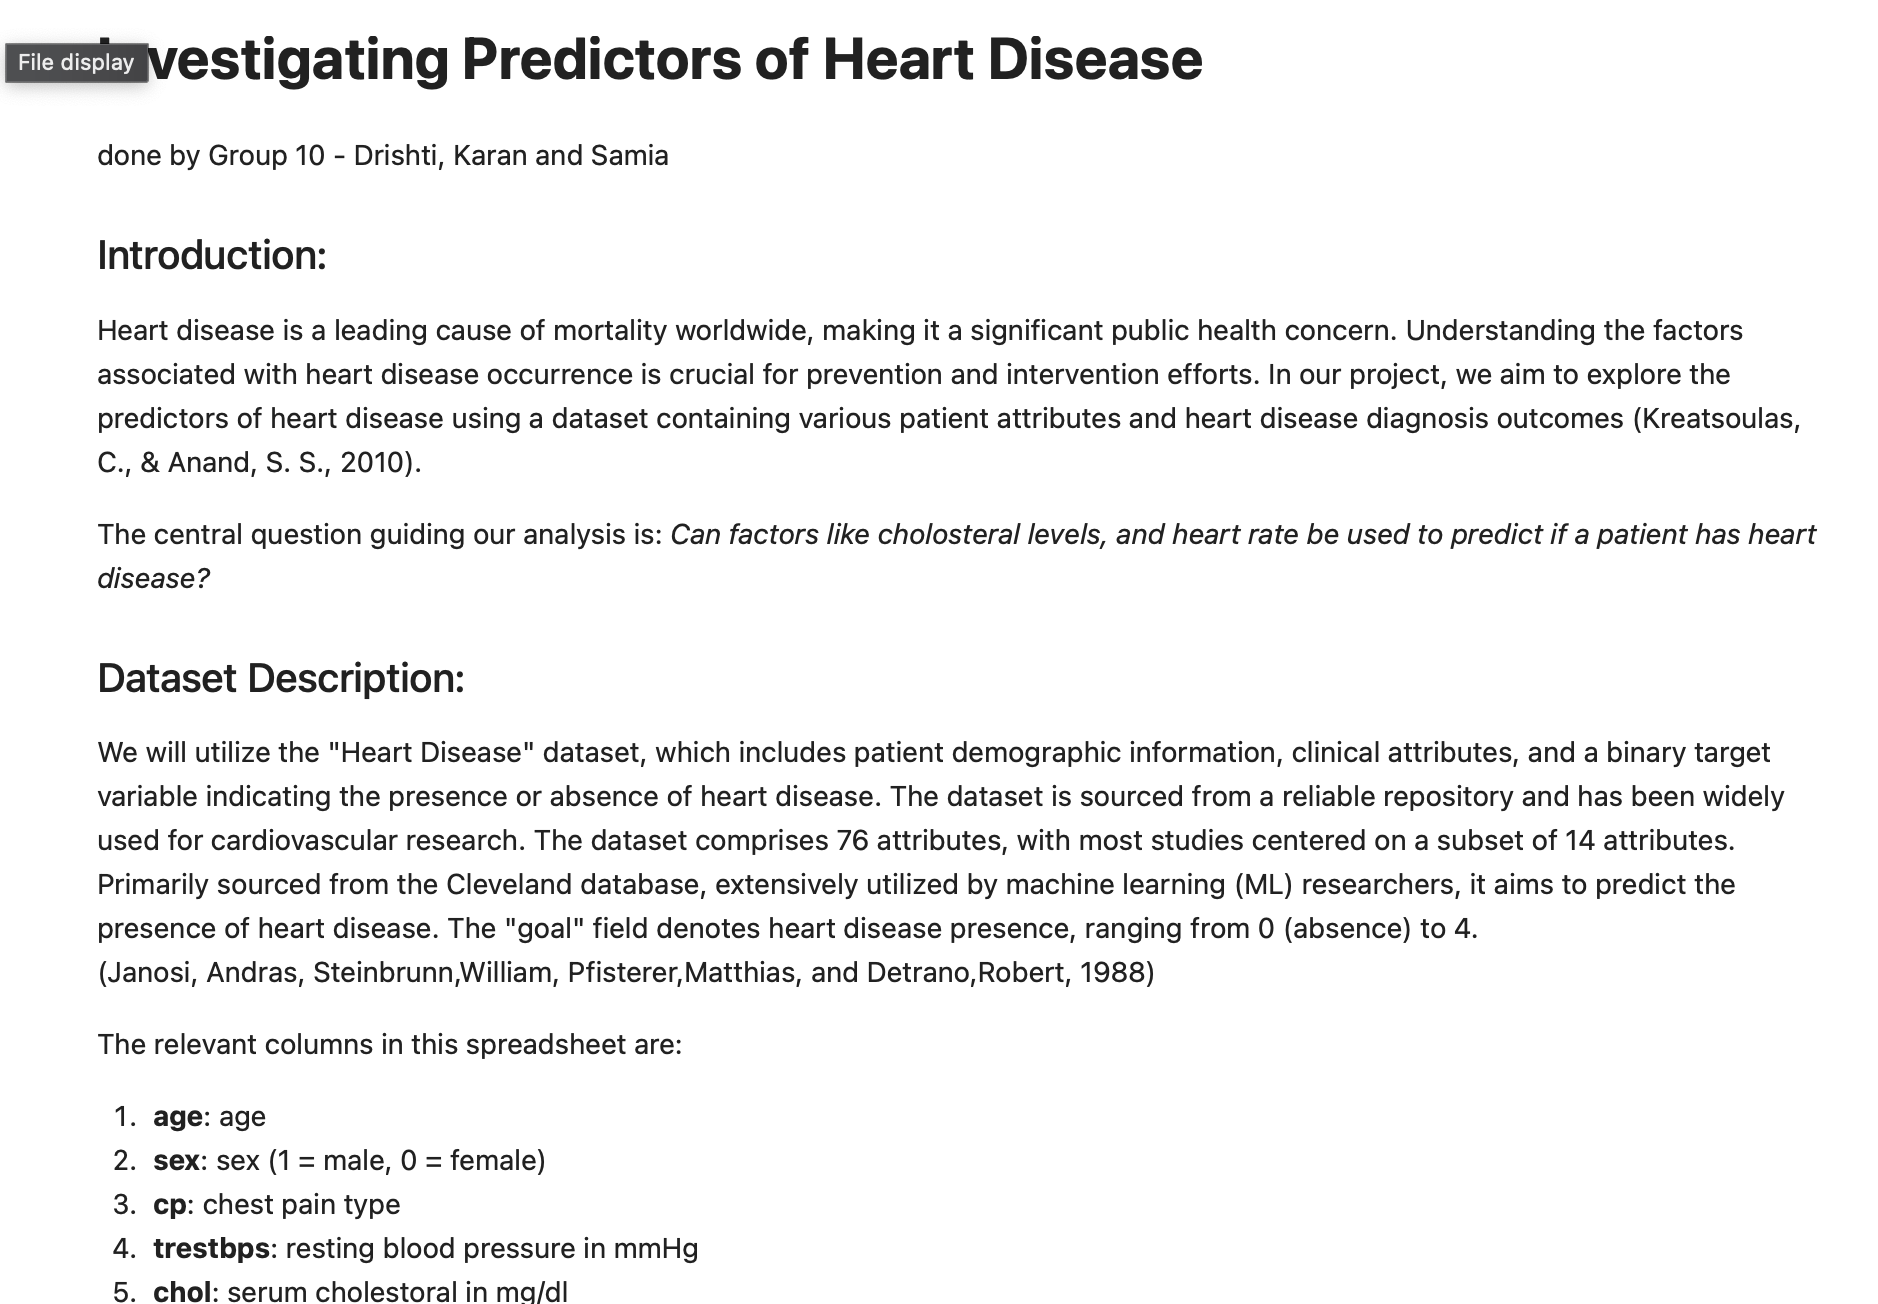 File display
vestigating Predictors of Heart Disease
done by Group 10 - Drishti, Karan and Samia
Introduction:
Heart disease is a leading cause of mortality worldwide, making it a significant public health concern. Understanding the factors
associated with heart disease occurrence is crucial for prevention and intervention efforts. In our project, we aim to explore the
predictors of heart disease using a dataset containing various patient attributes and heart disease diagnosis outcomes (Kreatsoulas,
C., & Anand, S. S., 2010).
The central question guiding our analysis is: Can factors like cholosteral levels, and heart rate be used to predict if a patient has heart
disease?
Dataset Description:
We will utilize the "Heart Disease" dataset, which includes patient demographic information, clinical attributes, and a binary target
variable indicating the presence or absence of heart disease. The dataset is sourced from a reliable repository and has been widely
used for cardiovascular research. The dataset comprises 76 attributes, with most studies centered on a subset of 14 attributes.
Primarily sourced from the Cleveland database, extensively utilized by machine learning (ML) researchers, it aims to predict the
presence of heart disease. The "goal" field denotes heart disease presence, ranging from 0 (absence) to 4.
(Janosi, Andras, Steinbrunn,William, Pfisterer,Matthias, and Detrano,Robert, 1988)
The relevant columns in this spreadsheet are:
1. age: age
2. sex: sex (1 = male, 0 = female)
3. cp: chest pain type
4. trestbps: resting blood pressure in mmHg
5. chol: serum cholestoral in mg/dl